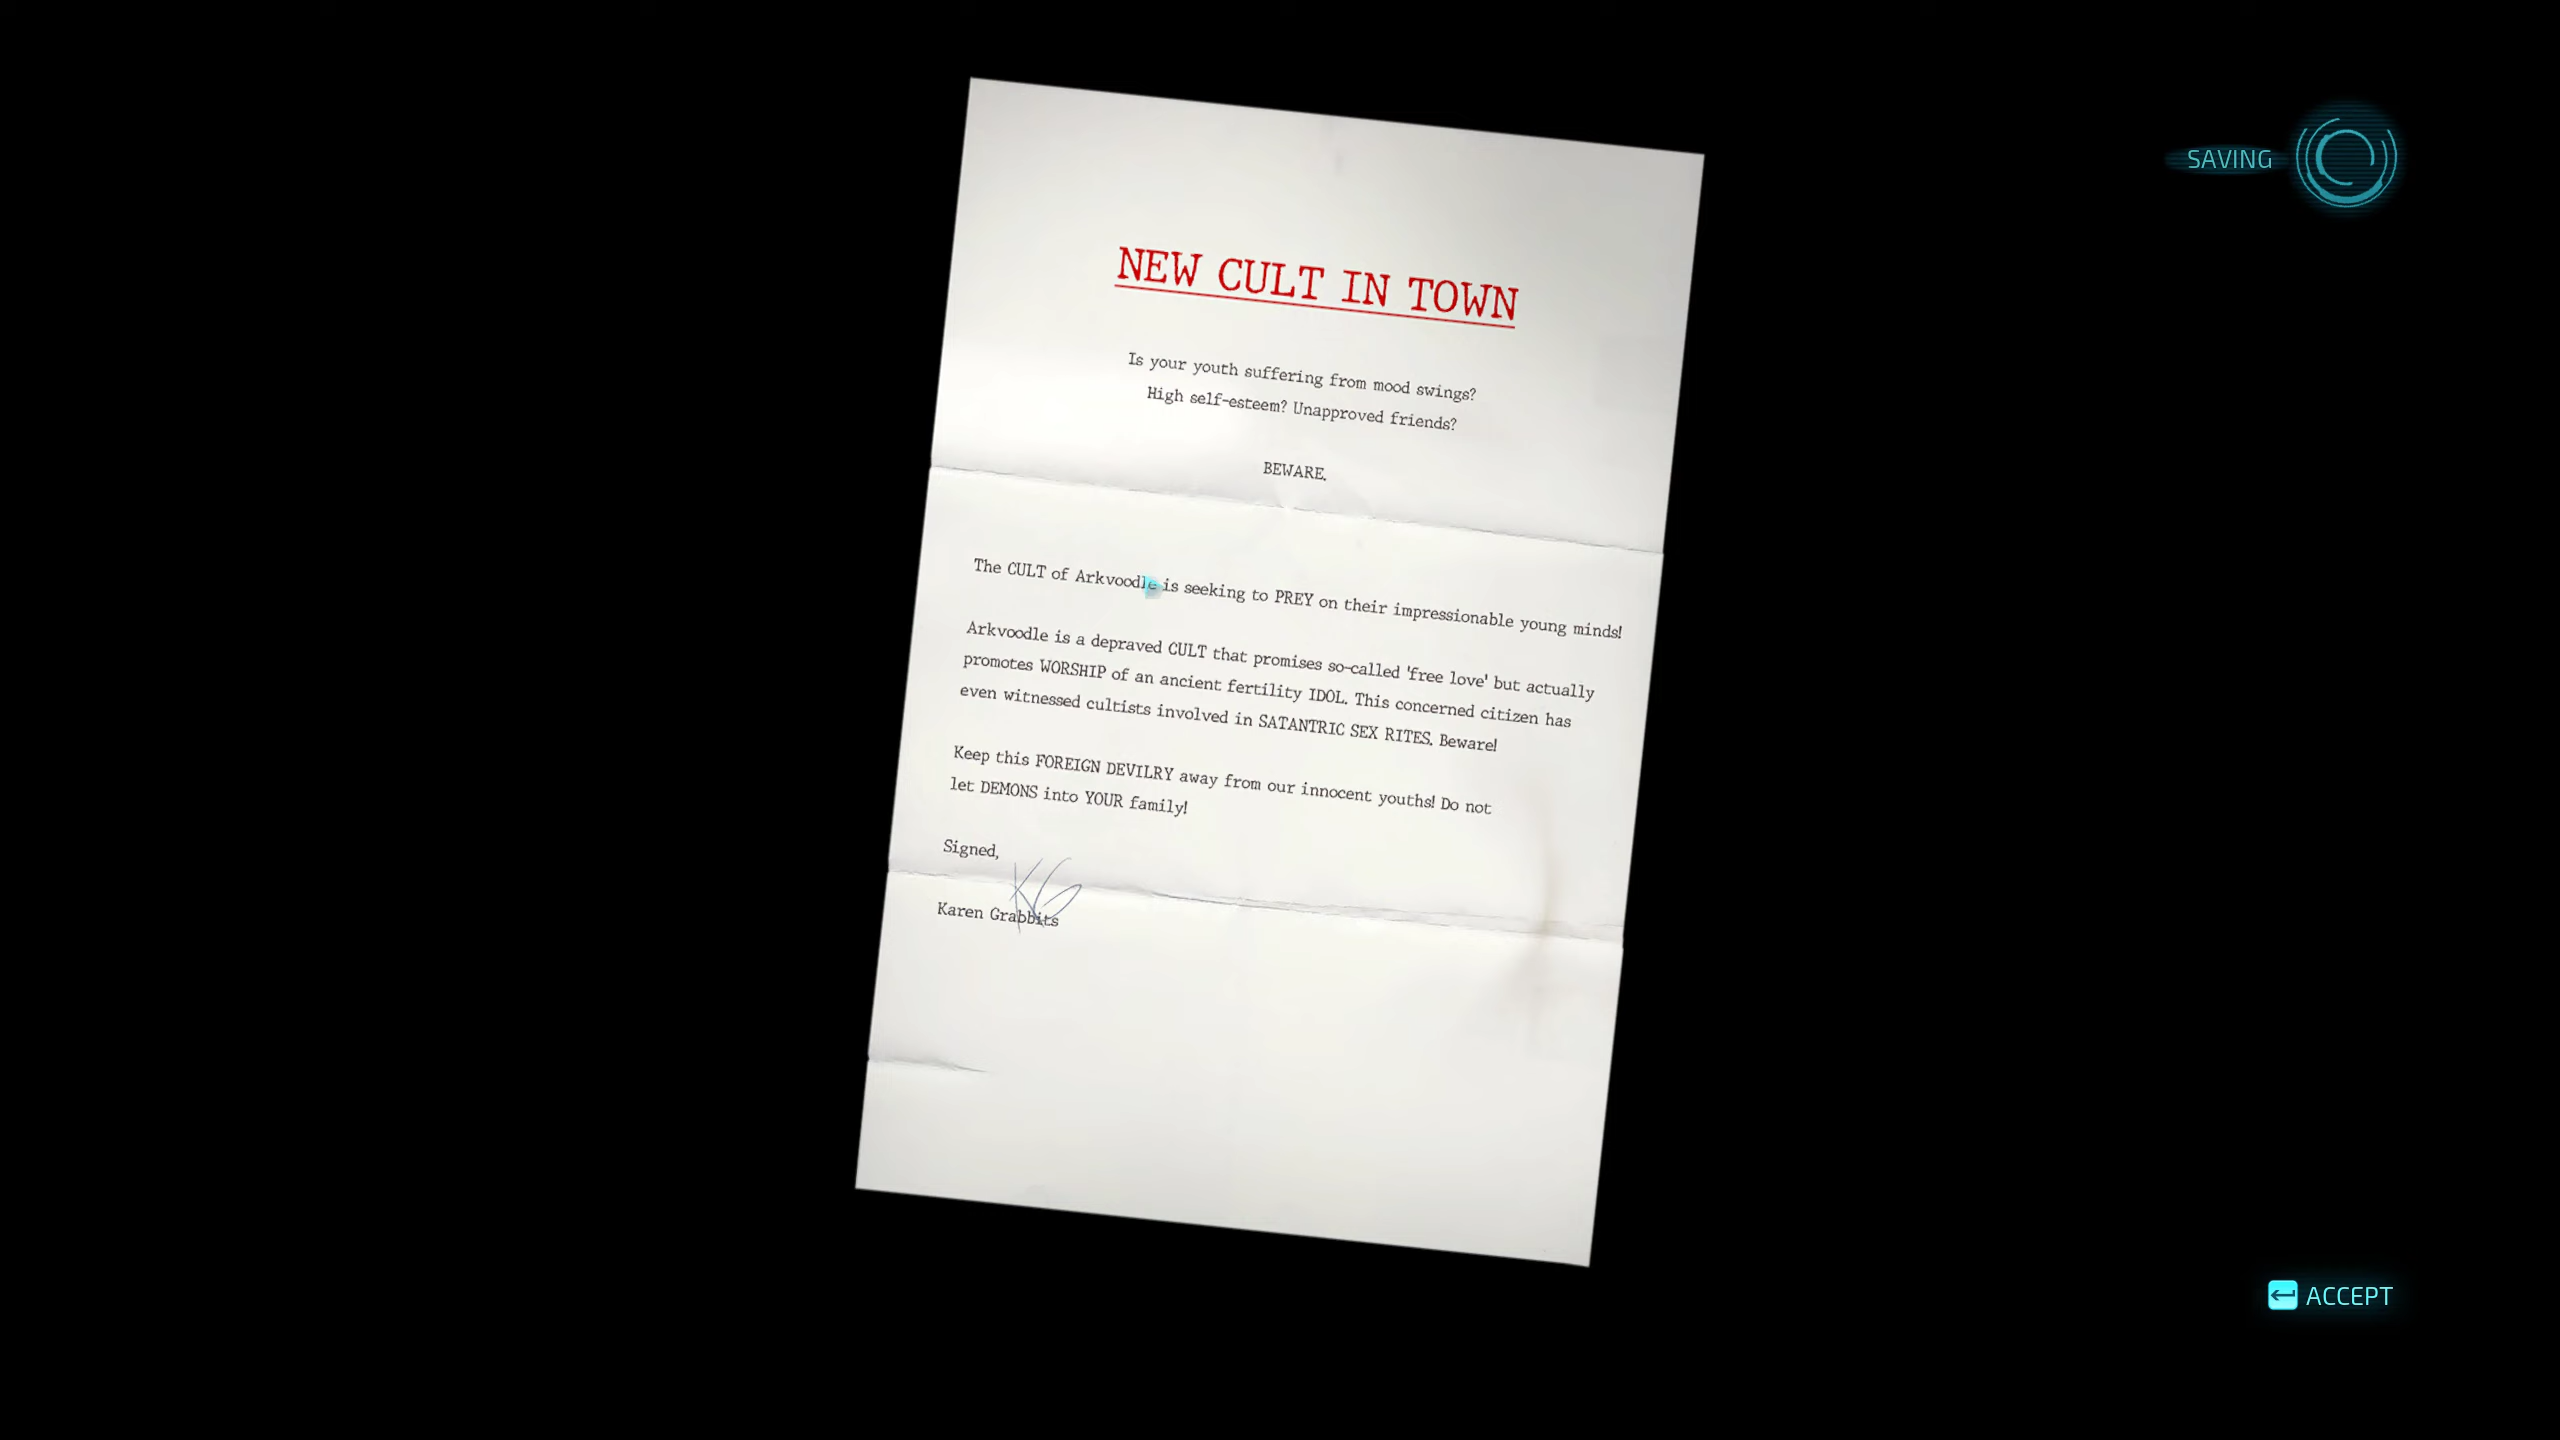 SAVING
NEW CULT IN TOWN
Is your youth suffering from mood swings?
High self-esteem? Unapproved friends?
BEWARE.
The CULT of Arkvoodle is seeking to PREY on their impressionable young minds!
Arkvoodle is a depraved CULT that promises so-called 'free love' but actually
promotes WORSHIP of an ancient fertility IDOL. This concerned citizen has
even witnessed cultists involved in SATANTRIC SEX RITES. Beware!
Keep this FOREIGN DEVILRY away from our innocent youths! Do not
let DEMONS into YOUR family!
Signed,
KG
Karen Grabbits
ACCEPT